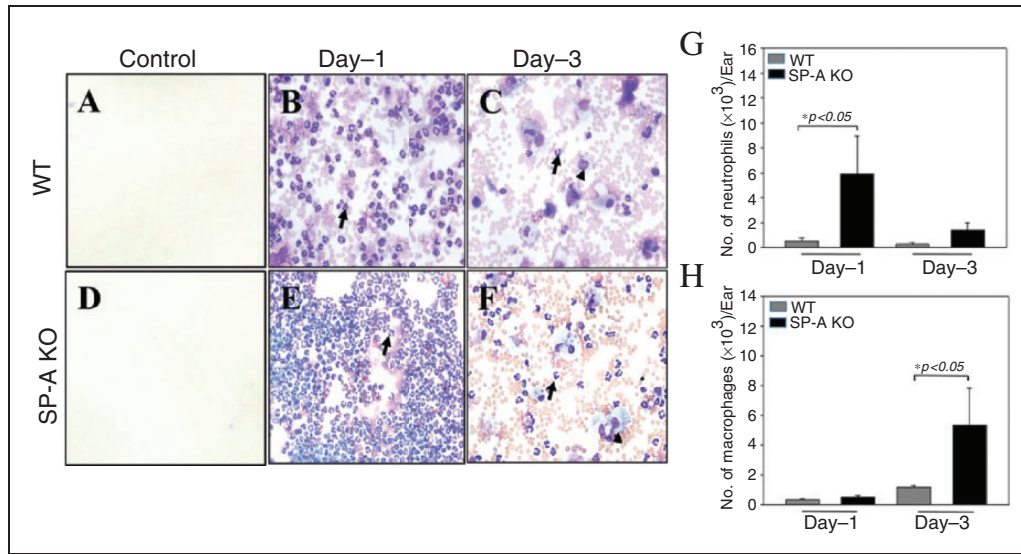 Control Day–1 Day–3
WT
A B C
SP-A KO
D E F
G
No. of neutrophils (×10³)/Ear
16
14
12
10
8
6
4
2
0
WT
SP-A KO
*p<0.05
Day–1 Day–3
H
No. of macrophages (×10³)/Ear
14
12
10
8
6
4
2
0
WT
SP-A KO
*p<0.05
Day–1 Day–3